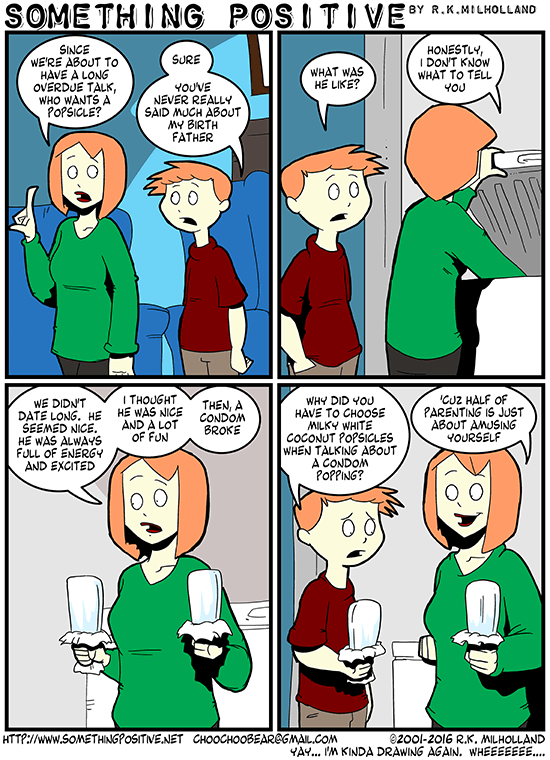 SOMETHING POSITIVE BY R.K.MILHOLLAND
SINCE
WE'RE ABOUT TO
HAVE A LONG
OVERDUE TALK,
WHO WANTS A
POPSICLE?
SURE
YOU'VE
NEVER REALLY
SAID MUCH ABOUT
MY BIRTH
FATHER
WHAT WAS
HE LIKE?
HONESTLY,
I DON'T KNOW
WHAT TO TELL
YOU
WE DIDN'T
DATE LONG. HE
SEEMED NICE.
HE WAS ALWAYS
FULL OF ENERGY
AND EXCITED
I THOUGHT
HE WAS NICE
AND A LOT
OF FUN
THEN, A
CONDOM
BROKE
WHY DID YOU
HAVE TO CHOOSE
MILKY WHITE
COCONUT POPSICLES
WHEN TALKING ABOUT
A CONDOM
POPPING?
'CUZ HALF OF
PARENTING IS JUST
ABOUT AMUSING
YOURSELF
HTTP://WWW.SOMETHINGPOSITIVE.NET CHOOCHOOBEAR@GMAIL.COM ©2001-2016 R.K. MILHOLLAND
YAY... I'M KINDA DRAWING AGAIN. WHEEEEEEE....